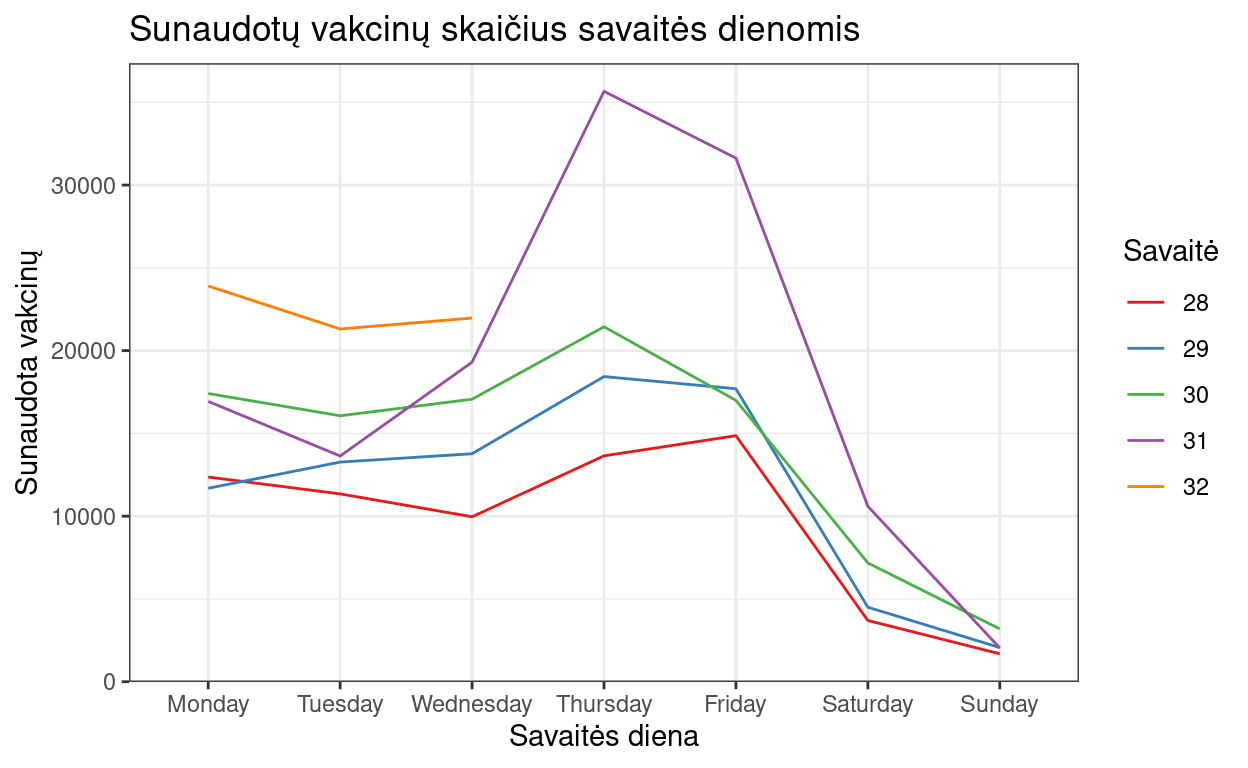 Sunaudotų vakcinų skaičius savaitės dienomis
Sunaudota vakcinų
30000
20000
10000
0
Monday Tuesday Wednesday Thursday Friday Saturday Sunday
Savaitės diena
Savaitė
28
29
30
31
32